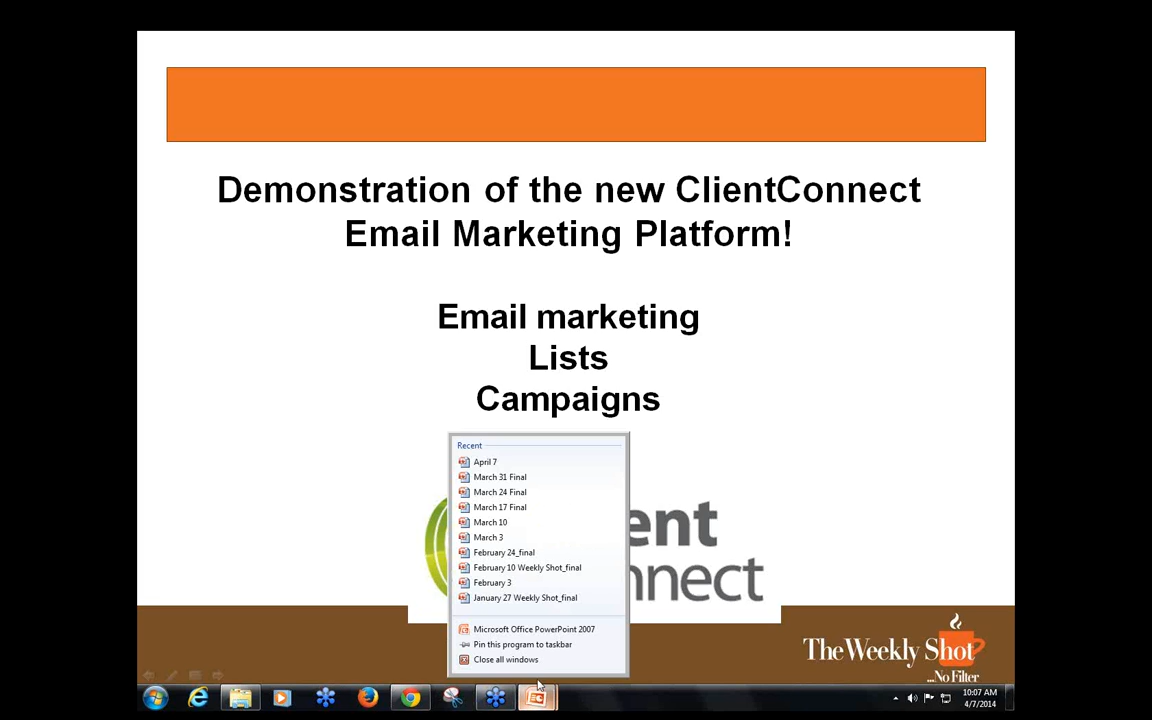 Demonstration of the new ClientConnect
Email Marketing Platform!
Email marketing
Lists
Campaigns
Recent
April 7
March 31 Final
March 24 Final
March 17 Final
March 10
March 3
February 24_final
February 10 Weekly Shot_final
February 3
January 27 Weekly Shot_final
Microsoft Office PowerPoint 2007
Pin this program to taskbar
Close all windows
ent
nnect
The Weekly Shot
...No Filter
10:07 AM
4/7/2014